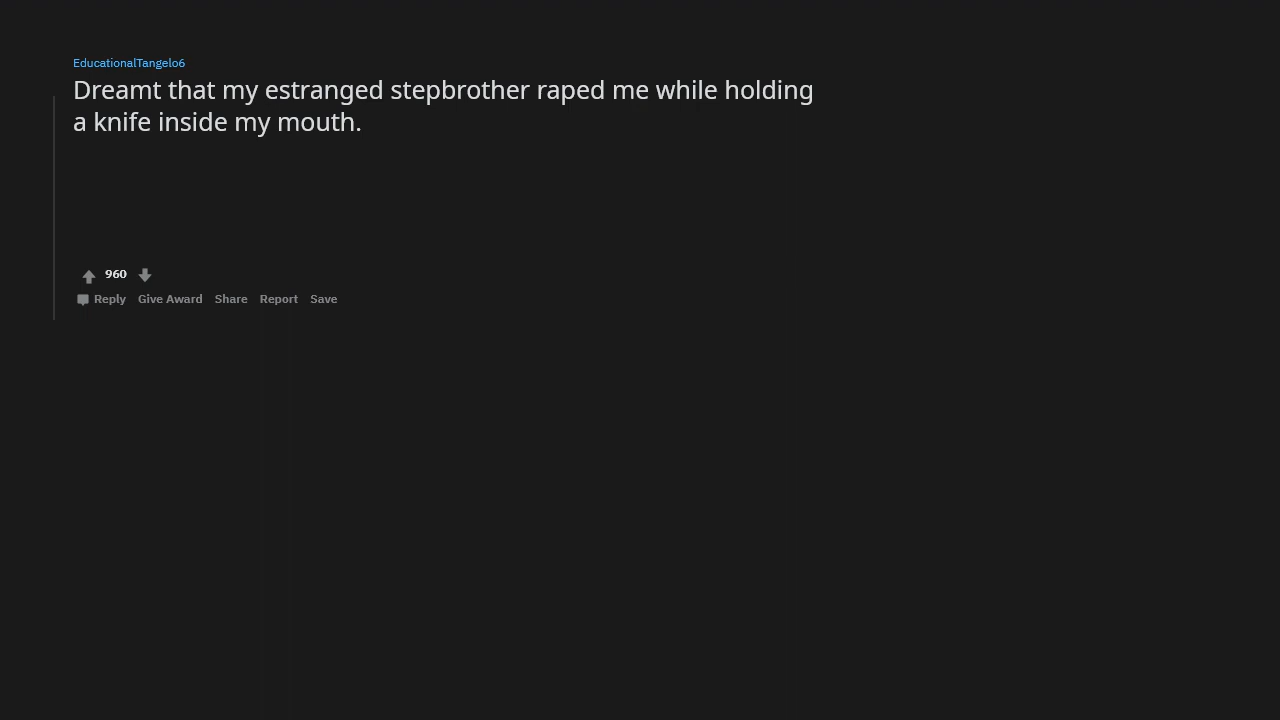 EducationalTangelo6
Dreamt that my estranged stepbrother raped me while holding
a knife inside my mouth.
960
Reply Give Award Share Report Save